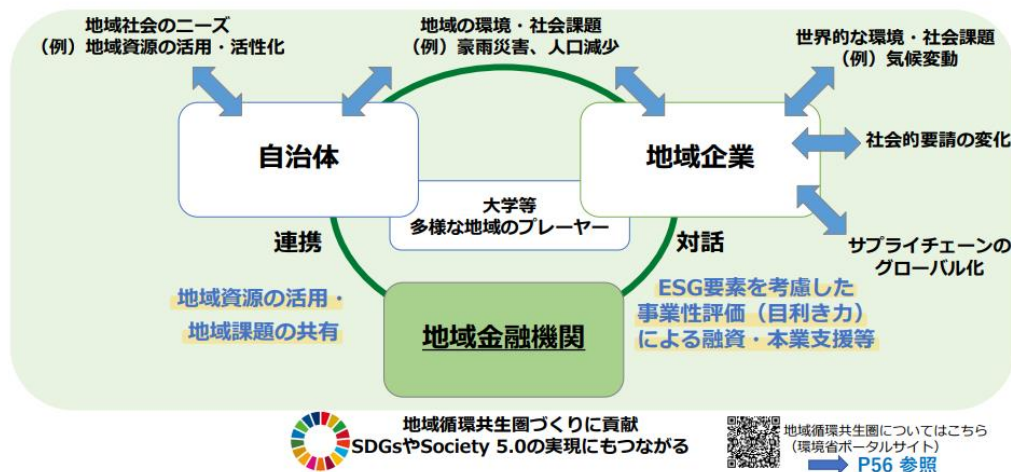 地域社会のニーズ
（例）地域資源の活用・活性化
地域の環境・社会課題
（例）豪雨災害、人口減少
世界的な環境・社会課題
（例）気候変動
自治体
地域企業
社会的要請の変化
大学等
多様な地域のプレーヤー
連携
対話
サプライチェーンの
グローバル化
地域資源の活用・
地域課題の共有
ESG要素を考慮した
事業性評価（目利き力）
による融資・本業支援等
地域金融機関
地域循環共生圏づくりに貢献
SDGsやSociety 5.0の実現にもつながる
地域循環共生圏についてはこちら
（環境省ポータルサイト）
P56 参照